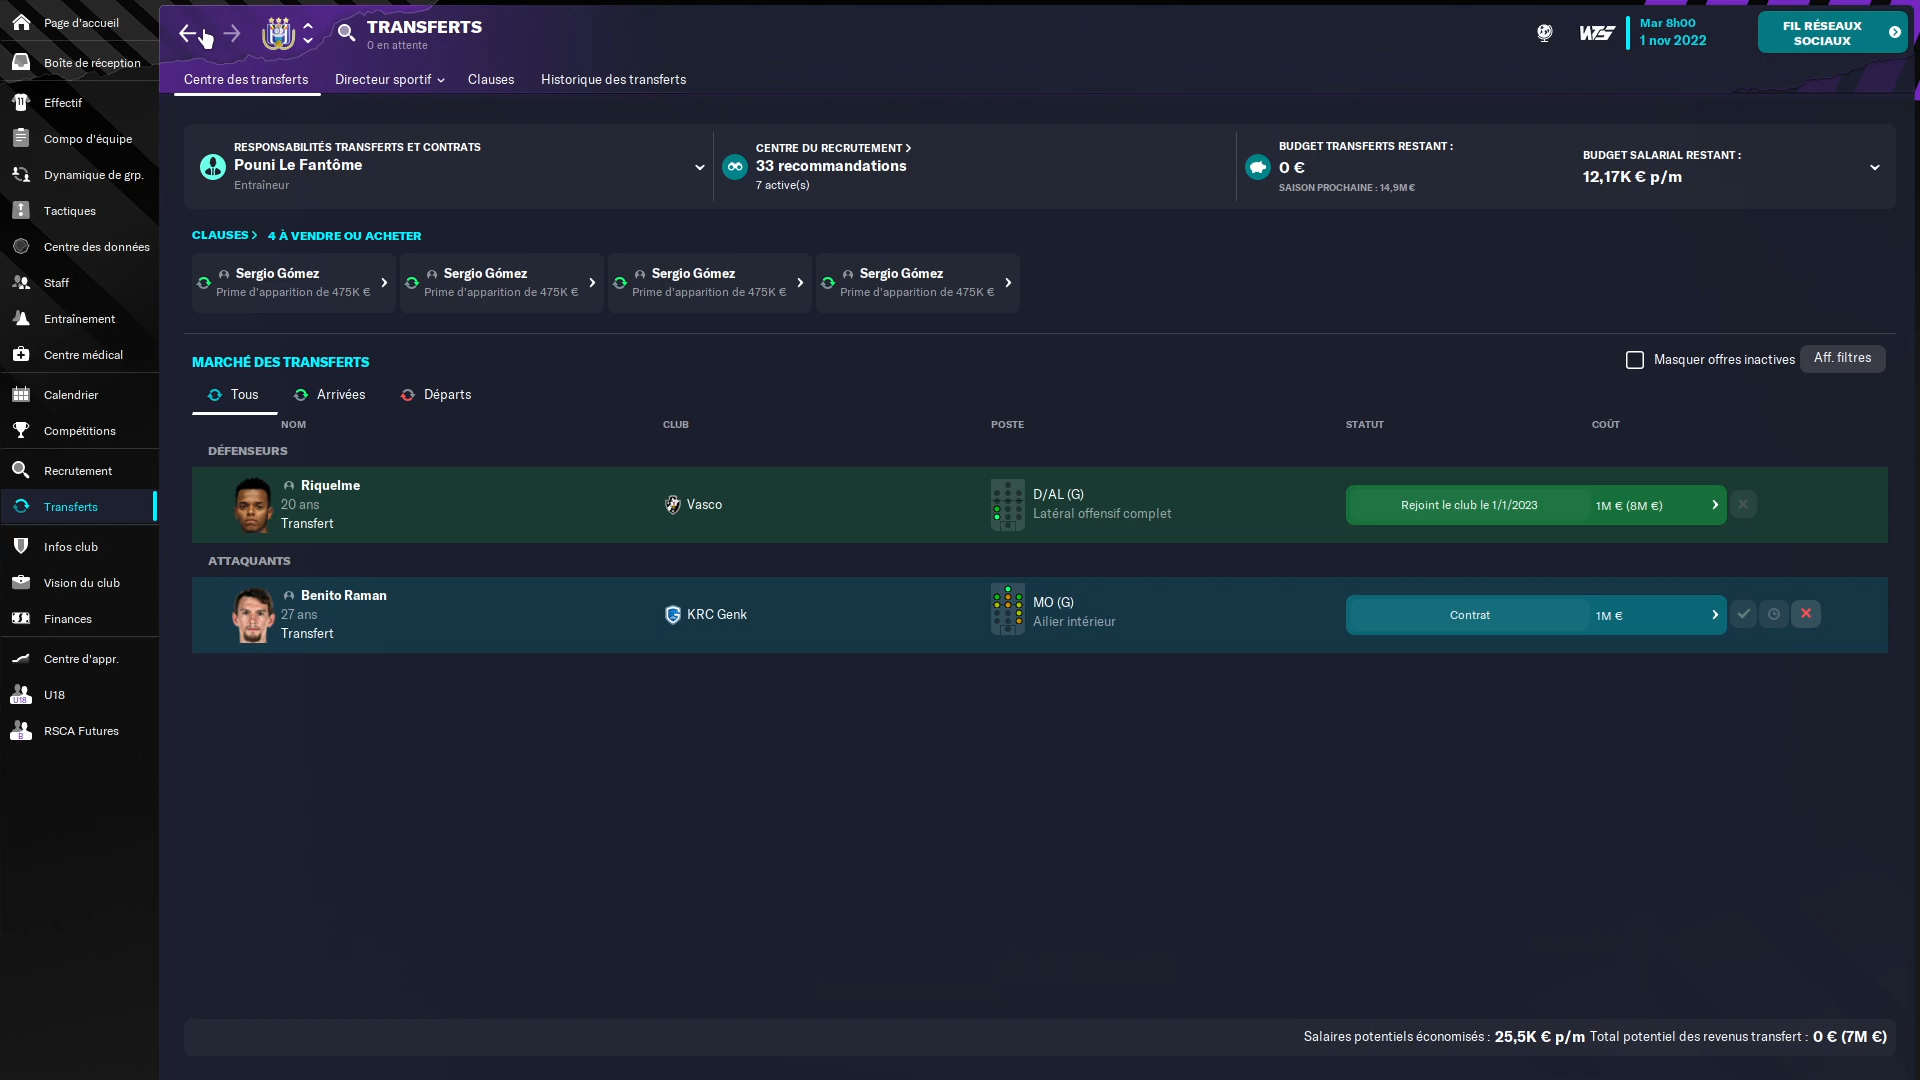 Page d'accueil
Boîte de réception
Effectif
Compo d'équipe
Dynamique de grp.
Tactiques
Centre des données
Staff
Entraînement
Centre médical
Calendrier
Compétitions
Recrutement
Transferts
Infos club
Vision du club
Finances
Centre d'appr.
U18
U18
B
RSCA Futures
TRANSFERTS
0 en attente
Mar 8h00
1 nov 2022
FIL RÉSEAUX
SOCIAUX
Centre des transferts
Directeur sportif
Clauses
Historique des transferts
RESPONSABILITÉS TRANSFERTS ET CONTRATS
Pouni Le Fantôme
Entraîneur
CENTRE DU RECRUTEMENT >
33 recommandations
7 active(s)
BUDGET TRANSFERTS RESTANT :
0 €
SAISON PROCHAINE : 14,9M €
BUDGET SALARIAL RESTANT :
12,17K € p/m
CLAUSES > 4 À VENDRE OU ACHETER
Sergio Gómez
Prime d'apparition de 475K €
Sergio Gómez
Prime d'apparition de 475K €
Sergio Gómez
Prime d'apparition de 475K €
Sergio Gómez
Prime d'apparition de 475K €
MARCHÉ DES TRANSFERTS
Masquer offres inactives
Aff. filtres
Tous
Arrivées
Départs
NOM CLUB POSTE STATUT COÛT
DÉFENSEURS
Riquelme
20 ans
Transfert
Vasco
D/AL (G)
Latéral offensif complet
Rejoint le club le 1/1/2023
1M € (8M €)
ATTAQUANTS
Benito Raman
27 ans
Transfert
KRC Genk
MO (G)
Ailier intérieur
Contrat
1M €
Salaires potentiels économisés : 25,5K € p/m Total potentiel des revenus transfert : 0 € (7M €)